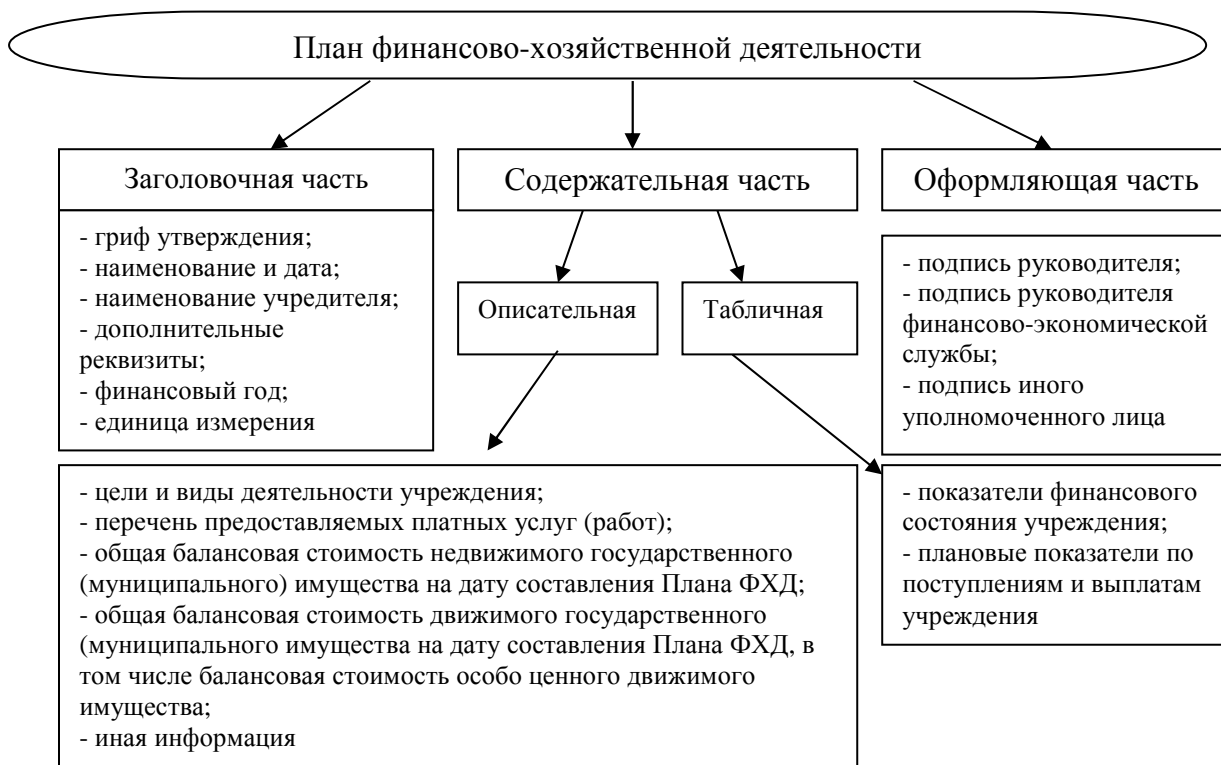 План финансово-хозяйственной деятельности
Заголовочная часть
- гриф утверждения;
- наименование и дата;
- наименование учредителя;
- дополнительные
реквизиты;
- финансовый год;
- единица измерения
Содержательная часть
Описательная
Табличная
Оформляющая часть
- подпись руководителя;
- подпись руководителя
финансово-экономической
службы;
- подпись иного
уполномоченного лица
- цели и виды деятельности учреждения;
- перечень предоставляемых платных услуг (работ);
- общая балансовая стоимость недвижимого государственного
(муниципального) имущества на дату составления Плана ФХД;
- общая балансовая стоимость движимого государственного
(муниципального имущества на дату составления Плана ФХД, в
том числе балансовая стоимость особо ценного движимого
имущества;
- иная информация
- показатели финансового
состояния учреждения;
- плановые показатели по
поступлениям и выплатам
учреждения